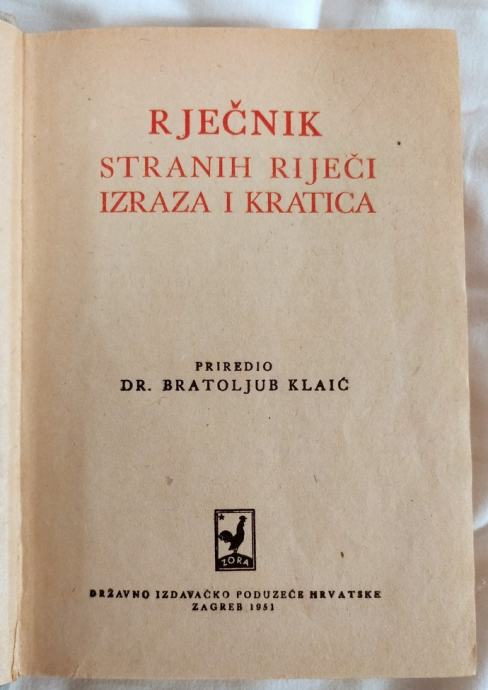 RJEČNIK
STRANIH RIJEČI
IZRAZA I KRATICA
PRIREDIO
DR. BRATOLJUB KLAIĆ
ZORA
DRŽAVNO IZDAVAČKO PODUZEĆE HRVATSKE
ZAGREB 1951